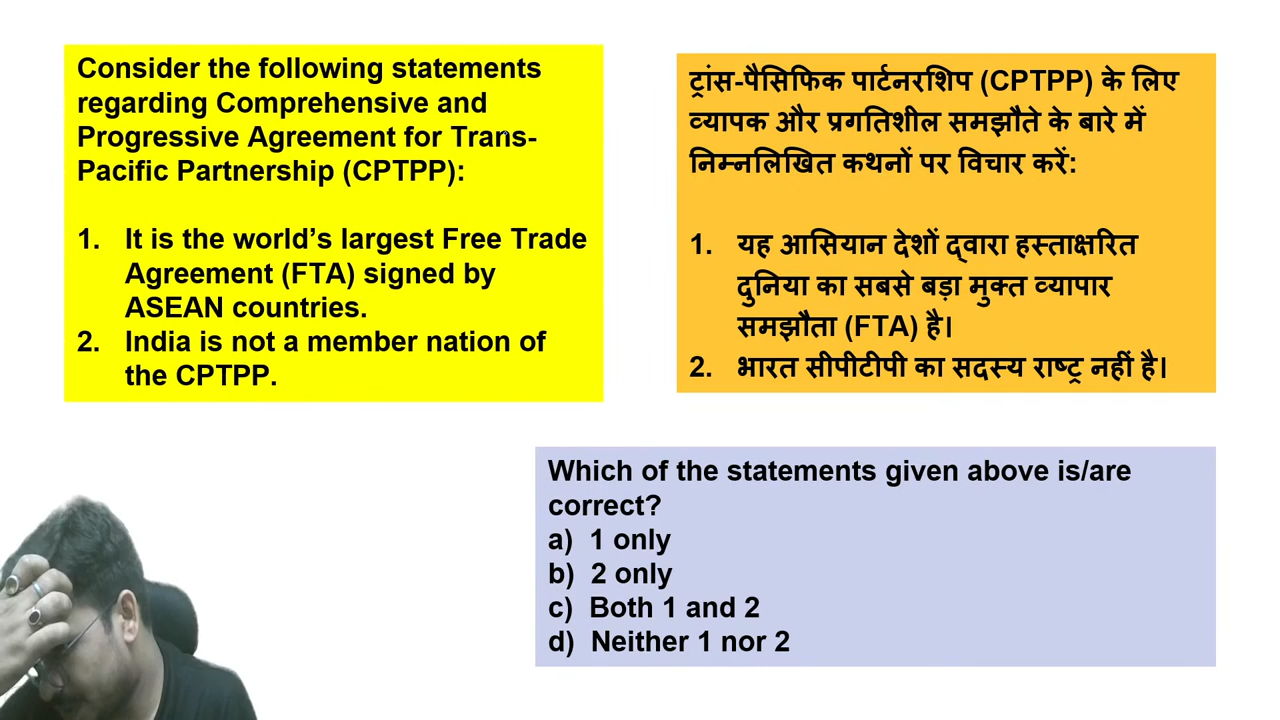 Consider the following statements
regarding Comprehensive and
Progressive Agreement for Trans-
Pacific Partnership (CPTPP):
1. It is the world’s largest Free Trade
Agreement (FTA) signed by
ASEAN countries.
2. India is not a member nation of
the CPTPP.
ट्रांस-पैसिफिक पार्टनरशिप (CPTPP) के लिए
व्यापक और प्रगतिशील समझौते के बारे में
निम्नलिखित कथनों पर विचार करें:
1. यह आसियान देशों द्वारा हस्ताक्षरित
दुनिया का सबसे बड़ा मुक्त व्यापार
समझौता (FTA) है।
2. भारत सीपीटीपी का सदस्य राष्ट्र नहीं है।
Which of the statements given above is/are
correct?
a) 1 only
b) 2 only
c) Both 1 and 2
d) Neither 1 nor 2